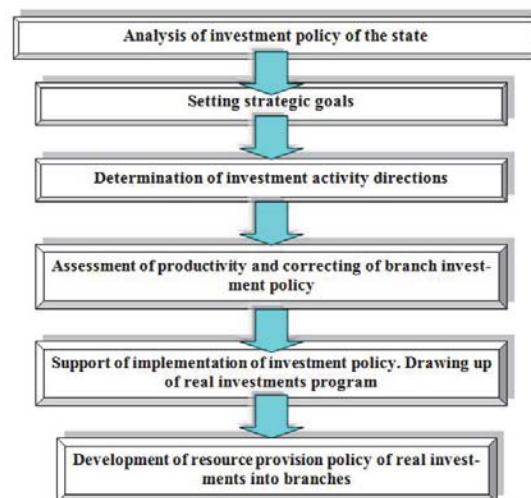 Analysis of investment policy of the state
Setting strategic goals
Determination of investment activity directions
Assessment of productivity and correcting of branch invest-
ment policy
Support of implementation of investment policy. Drawing up
of real investments program
Development of resource provision policy of real invest-
ments into branches